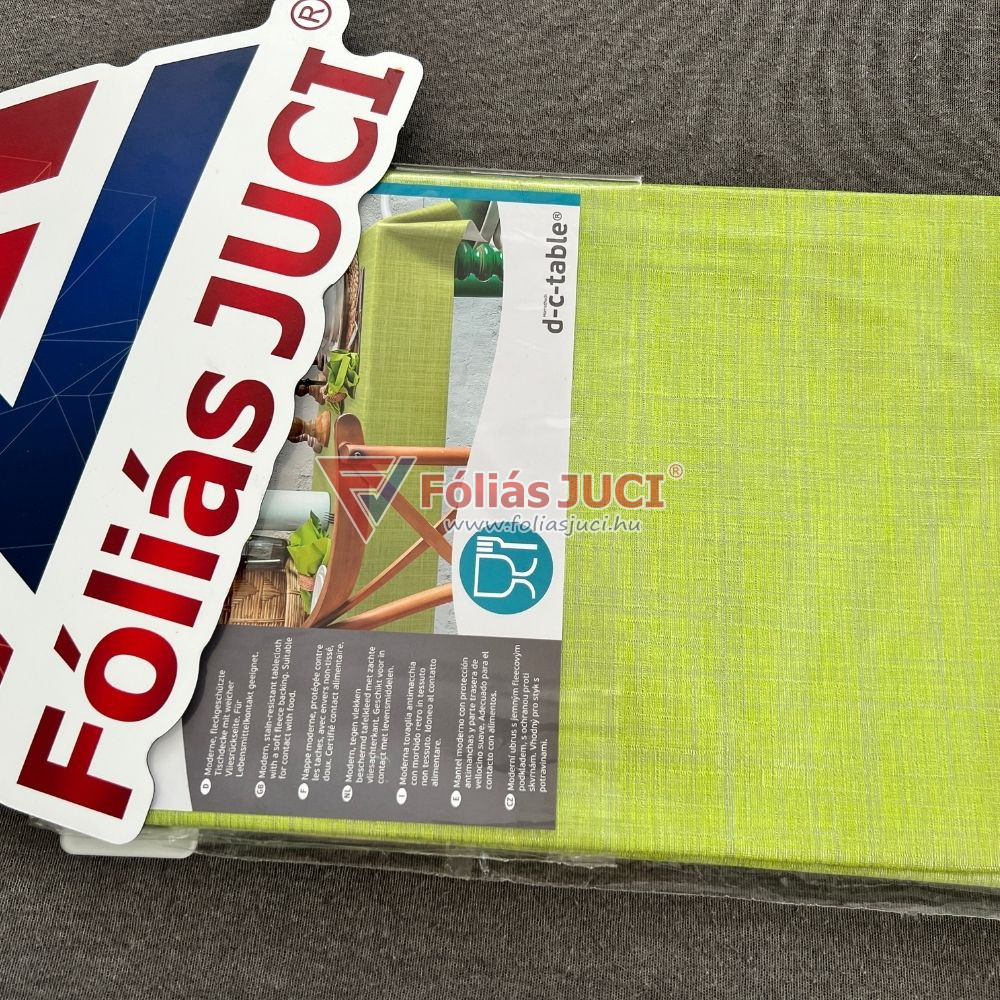 Fóliás JUCI®
d-c-table®
Fóliás JUCI®
www.foliasjuci.hu
D Moderne, fleckgeschürzte
Tischdecke mit weicher
Vliesrückseite. Für
Lebensmittelkontakt geeignet.
GB Modern, stain-resistant tablecloth
with a soft fleece backing. Suitable
for contact with food.
F Nappe moderne, protégée contre
les taches, avec envers non-tissé,
doux. Certifié contact alimentaire.
NL Modern, tegen vlekken
beschermd tafelkleed met zachte
vliesachterkant. Geschikt voor in
contact met levensmiddelen.
I Moderna tovaglia antimacchia
con morbido retro in tessuto
non tessuto. Idoneo al contatto
alimentare.
E Mantel moderno con protección
antimanchas y parte trasera de
vellocino suave. Adecuado para el
contacto con alimentos.
CZ Moderní ubrus s jemným fleecovým
podkladem, s ochranou proti
skvrnám. Vhodný pro styk s
potravinami.